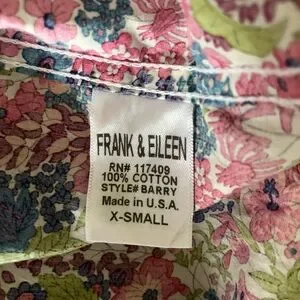 FRANK & EILEEN
RN# 117409
100% COTTON
STYLE# BARRY
Made in U.S.A.
X-SMALL